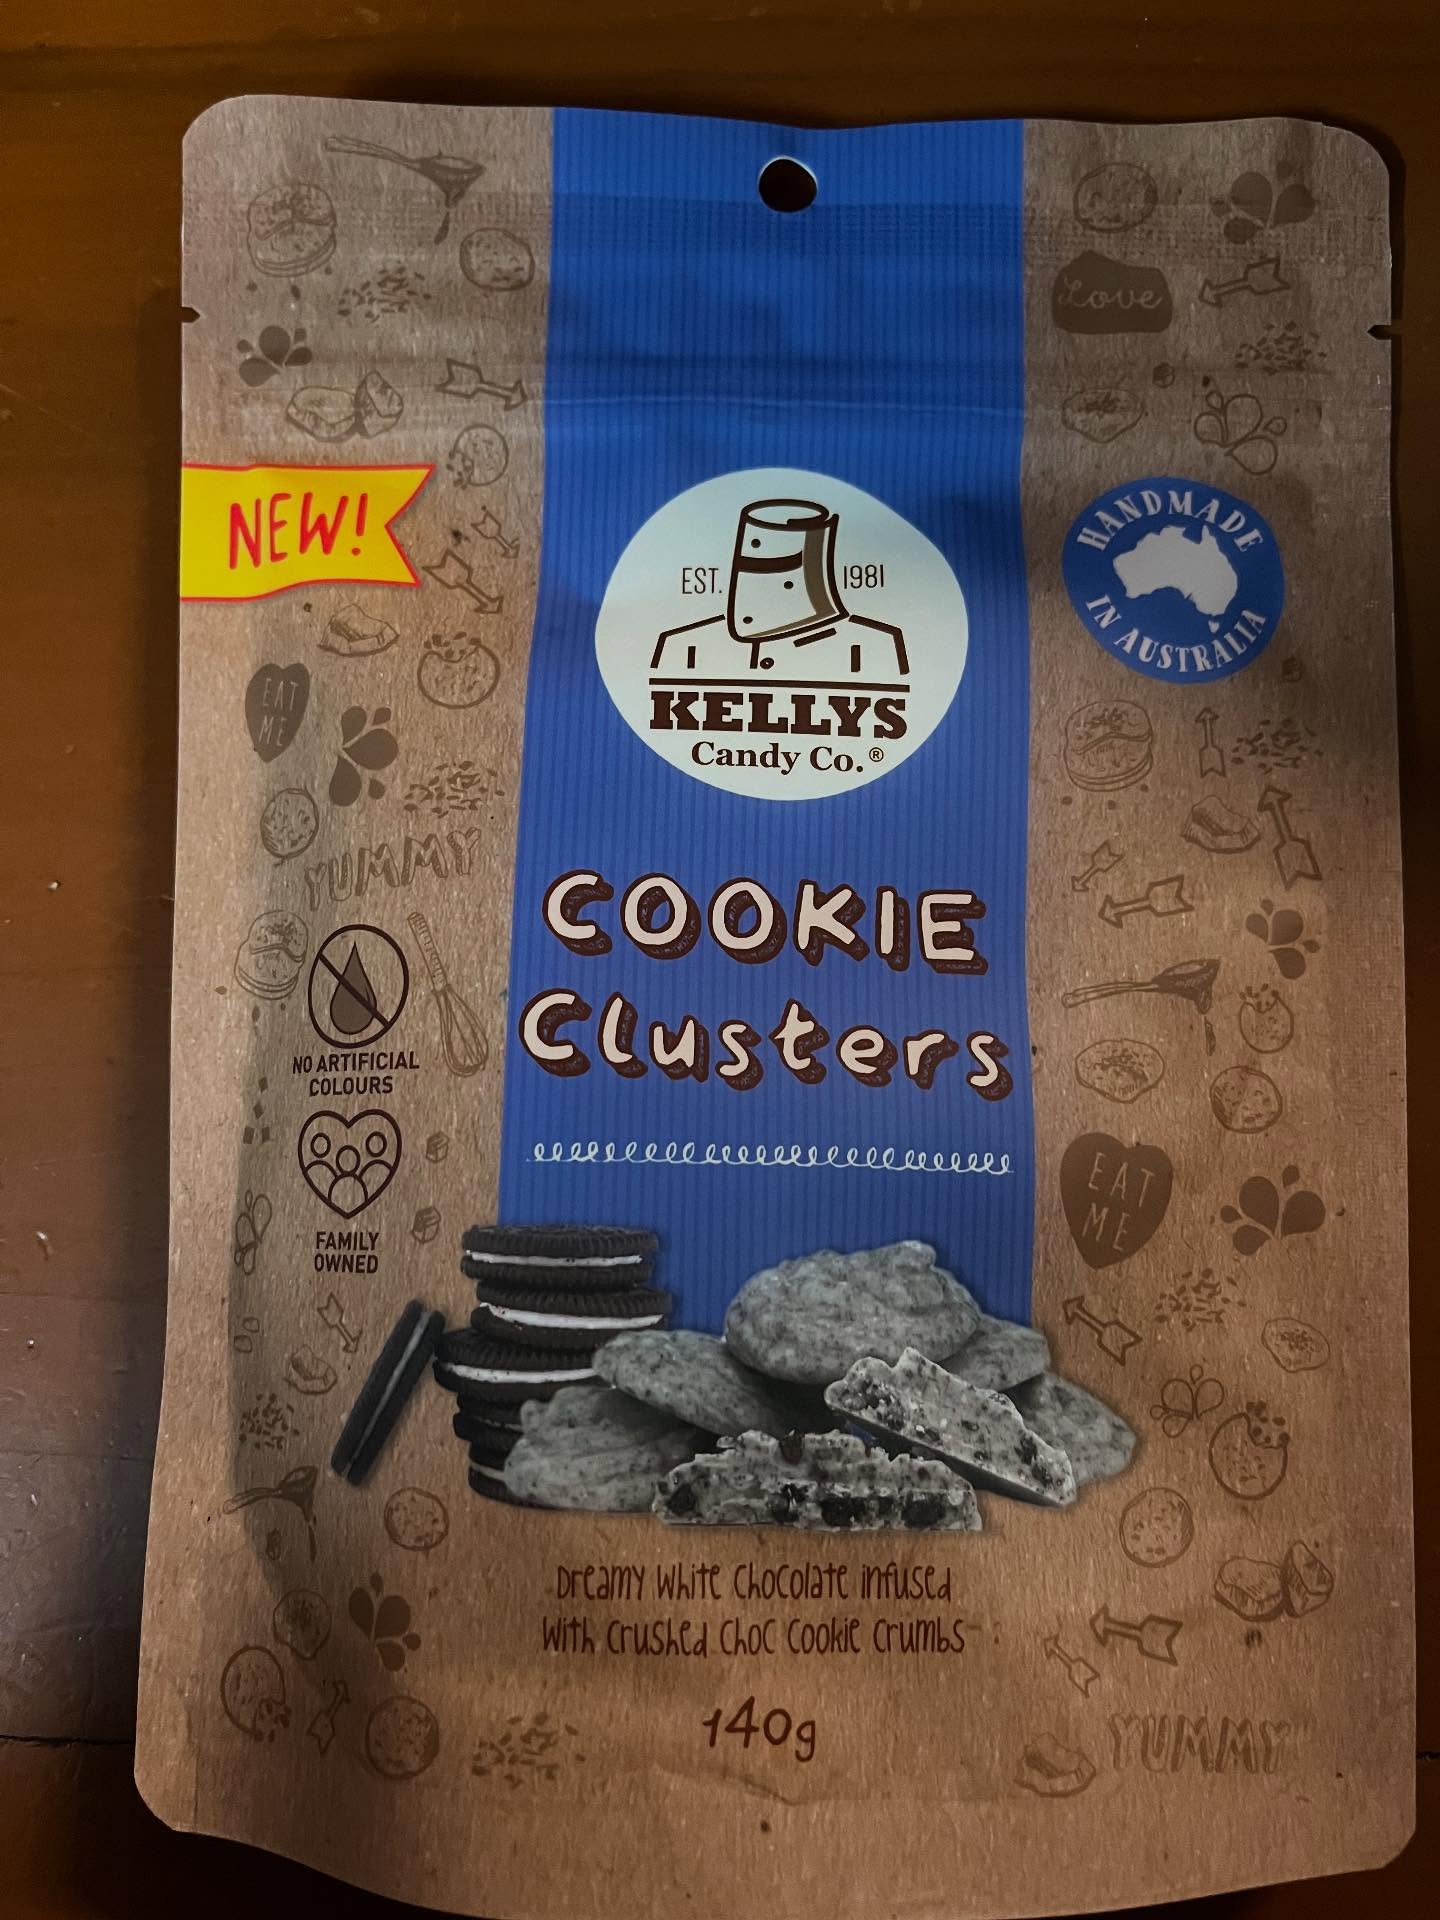 Love
NEW!
HANDMADE
IN AUSTRALIA
EST. 1981
KELLYS
Candy Co.®
EAT
ME
YUMMY
COOKIE
Clusters
NO ARTIFICIAL
COLOURS
FAMILY
OWNED
EAT
ME
Dreamy White Chocolate infused
With Crushed Choc Cookie Crumbs
140g
YUMMY